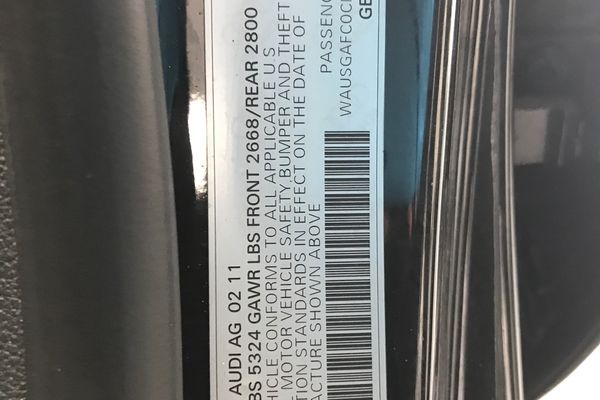 AUDI AG 02 11
BS 5324 GAWR LBS FRONT 2668/REAR 2800
HICLE CONFORMS TO ALL APPLICABLE U.S
L MOTOR VEHICLE SAFETY BUMPER AND THEFT
TION STANDARDS IN EFFECT ON THE DATE OF
ACTURE SHOWN ABOVE
PASSENG
WAUSGAFC0C
GE